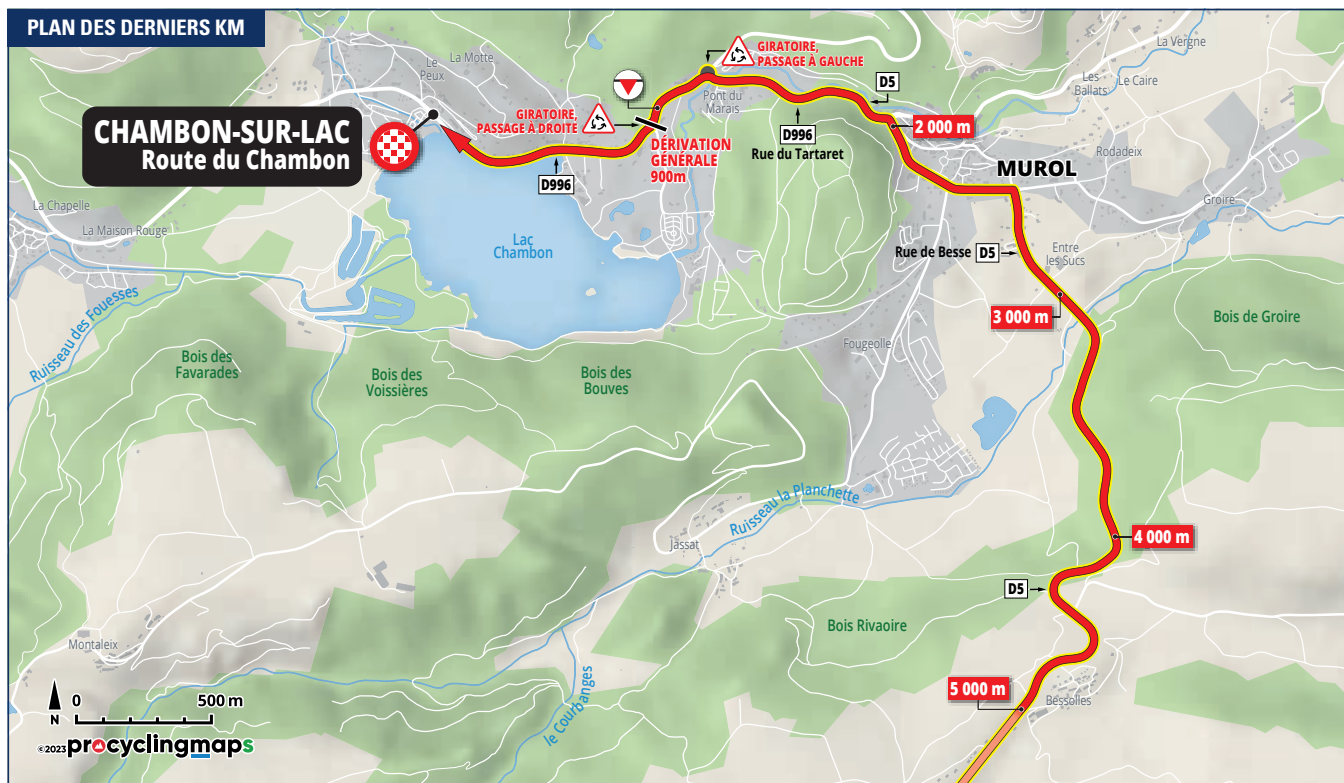 PLAN DES DERNIERS KM
La Motte
Le
Peux
GIRATOIRE,
PASSAGE À GAUCHE
La Vergne
Les
Ballats
Le Caire
CHAMBON-SUR-LAC
Route du Chambon
GIRATOIRE,
PASSAGE À DROITE
Pont du
Marais
D5
D996
Rue du Tartaret
2 000 m
DÉRIVATION
GÉNÉRALE
900m
D996
MUROL
Rodadeix
Groire
La Chapelle
La Maison Rouge
Lac
Chambon
Rue de Besse
D5
Entre
les Sucs
Ruisseau des Fouesses
3 000 m
Bois de Groire
Fougeolle
Bois des
Favarades
Bois des
Voissières
Bois des
Bouves
Ruisseau la Planchette
Jassat
4 000 m
D5
Bois Rivaoire
Montaleix
le Courbanges
5 000 m
Bessolles
N
0
500 m
©2023 procyclingmaps